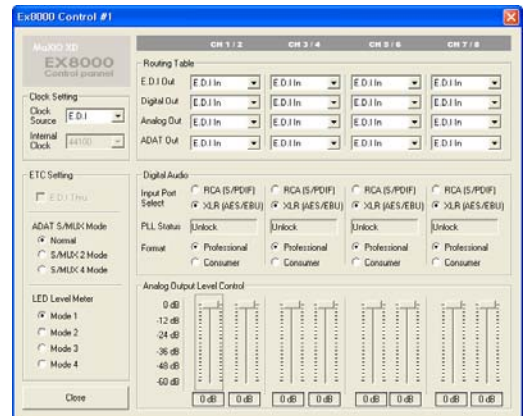 Ex8000 Control #1
MuXIO XD
EX8000
Control pannel
CH 1 / 2 CH 3 / 4 CH 5 / 6 CH 7 / 8
Clock Setting
Clock Source E.D.I
Internal Clock 44100
Routing Table
E.D.I Out E.D.I In E.D.I In E.D.I In E.D.I In
Digital Out E.D.I In E.D.I In E.D.I In E.D.I In
Analog Out E.D.I In E.D.I In E.D.I In E.D.I In
ADAT Out E.D.I In E.D.I In E.D.I In E.D.I In
ETC Setting
E.D.I Thru
ADAT S/MUX Mode
Normal
S/MUX 2 Mode
S/MUX 4 Mode
LED Level Meter
Mode 1
Mode 2
Mode 3
Mode 4
Close
Digital Audio
Input Port Select
RCA (S/PDIF) RCA (S/PDIF) RCA (S/PDIF) RCA (S/PDIF)
XLR (AES/EBU) XLR (AES/EBU) XLR (AES/EBU) XLR (AES/EBU)
PLL Status Unlock Unlock Unlock Unlock
Format Professional Professional Professional Professional
Consumer Consumer Consumer Consumer
Analog Output Level Control
0 dB
-12 dB
-24 dB
-36 dB
-48 dB
-60 dB
0 dB 0 dB 0 dB 0 dB 0 dB 0 dB 0 dB 0 dB